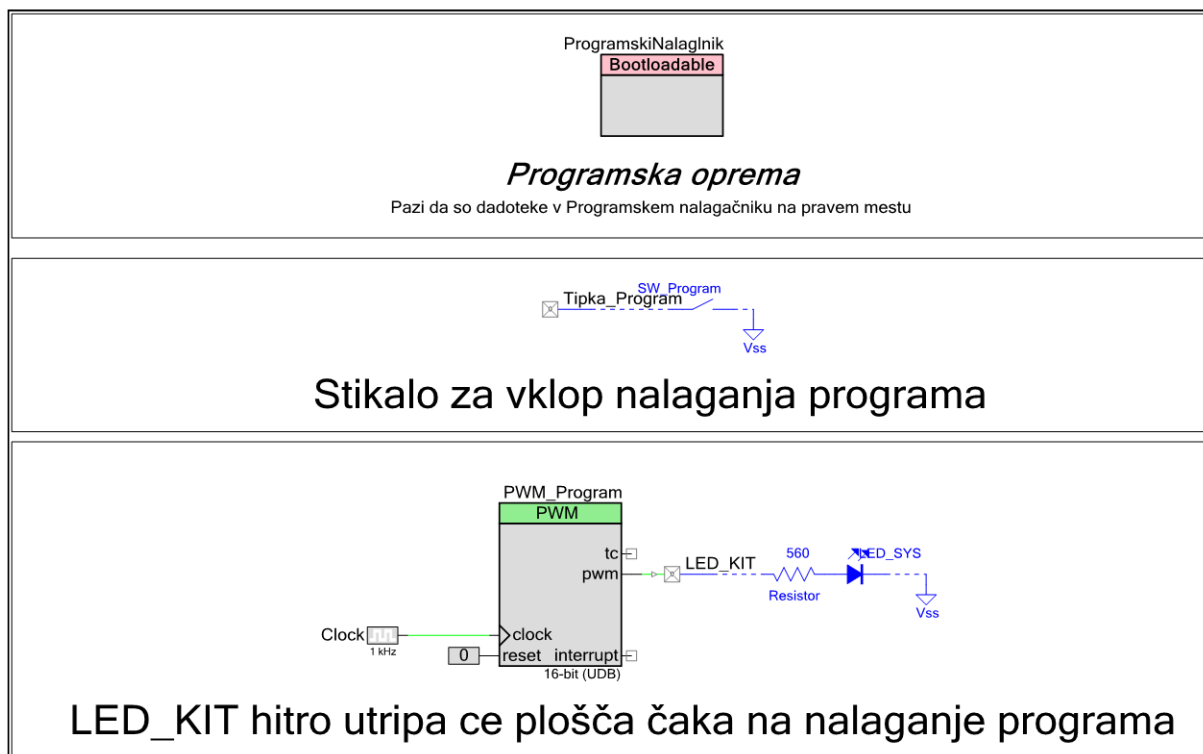 ProgramskiNalaglnik
Bootloadable
Programska oprema
Pazi da so dadoteke v Programskem nalagačniku na pravem mestu
Tipka_Program
SW_Program
Vss
Stikalo za vklop nalaganja programa
PWM_Program
PWM
tc
pwm
LED_KIT
560
Resistor
LED_SYS
Vss
Clock
1 kHz
clock
0
reset
interrupt
16-bit (UDB)
LED_KIT hitro utripa ce plošča čaka na nalaganje programa